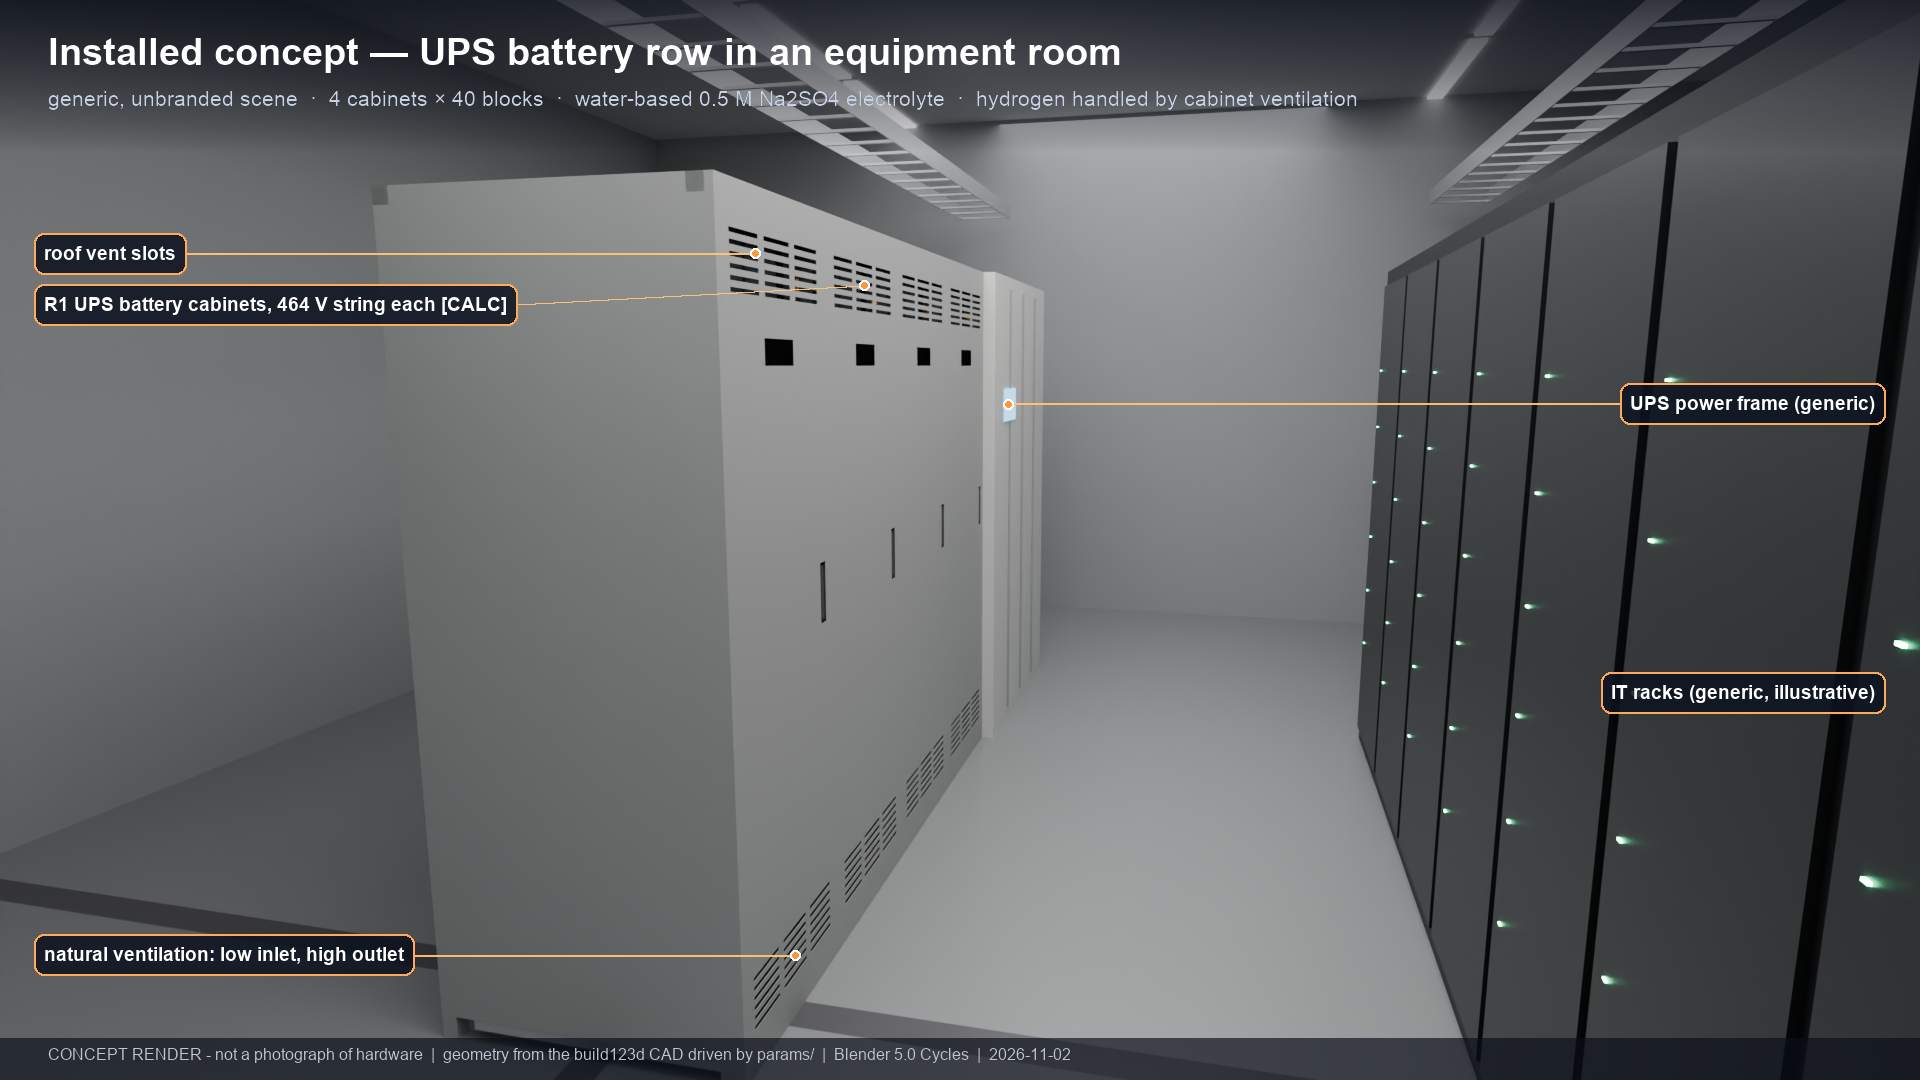 Installed concept — UPS battery row in an equipment room
generic, unbranded scene · 4 cabinets × 40 blocks · water-based 0.5 M Na2SO4 electrolyte · hydrogen handled by cabinet ventilation
roof vent slots
R1 UPS battery cabinets, 464 V string each [CALC]
UPS power frame (generic)
IT racks (generic, illustrative)
natural ventilation: low inlet, high outlet
CONCEPT RENDER - not a photograph of hardware | geometry from the build123d CAD driven by params/ | Blender 5.0 Cycles | 2026-11-02